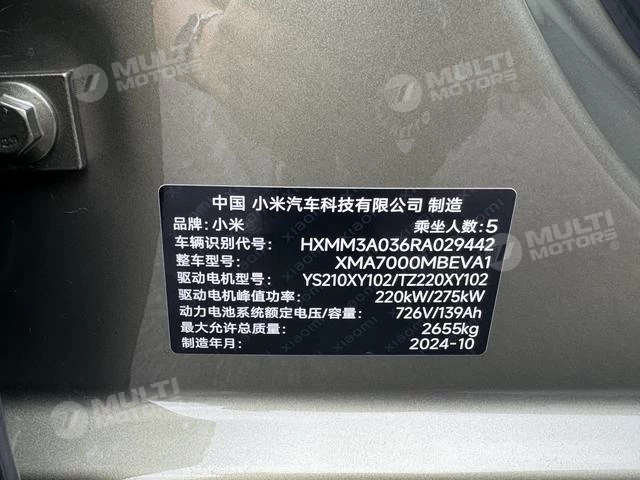 MULTI MOTORS
MULTI MOTORS
中国 小米汽车科技有限公司 制造
品牌:小米 乘坐人数:5
车辆识别代号: HXMM3A036RA029442
整车型号: XMA7000MBEVA1
驱动电机型号: YS210XY102/TZ220XY102
驱动电机峰值功率: 220kW/275kW
动力电池系统额定电压/容量: 726V/139Ah
最大允许总质量: 2655kg
制造年月: 2024-10
MULTI MOTORS
MULTI MOTORS